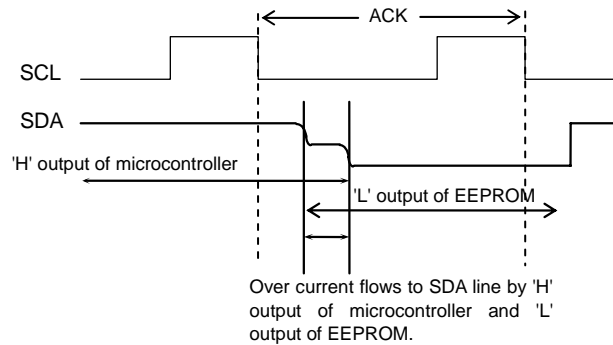 ACK
SCL
SDA
'H' output of microcontroller
'L' output of EEPROM
Over current flows to SDA line by 'H'
output of microcontroller and 'L'
output of EEPROM.